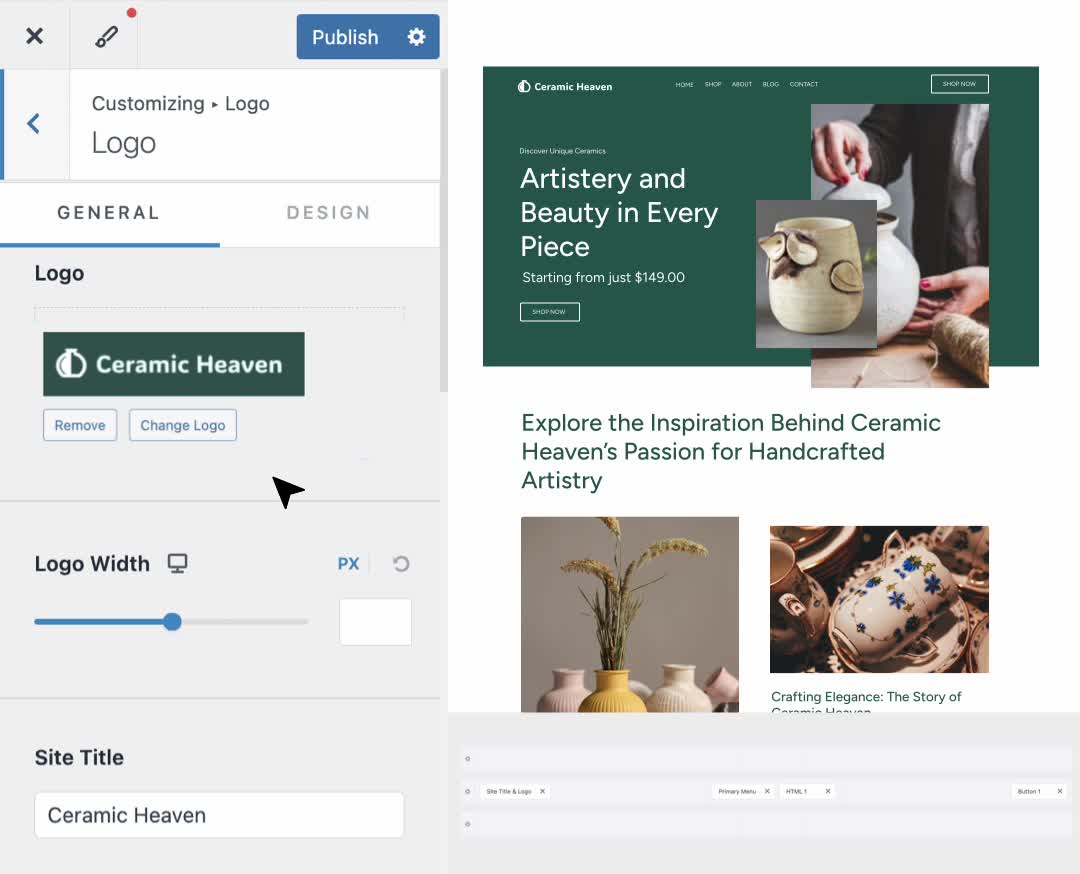 Publish
Customizing ▸ Logo
Logo
GENERAL DESIGN
Logo
Ceramic Heaven
Remove Change Logo
Logo Width PX
Site Title
Ceramic Heaven
Ceramic Heaven HOME SHOP ABOUT BLOG CONTACT SHOP NOW
Discover Unique Ceramics
Artistery and
Beauty in Every
Piece
Starting from just $149.00
SHOP NOW
Explore the Inspiration Behind Ceramic
Heaven’s Passion for Handcrafted
Artistry
Crafting Elegance: The Story of
Ceramic Heaven
Site Title & Logo Primary Menu HTML 1 Button 1